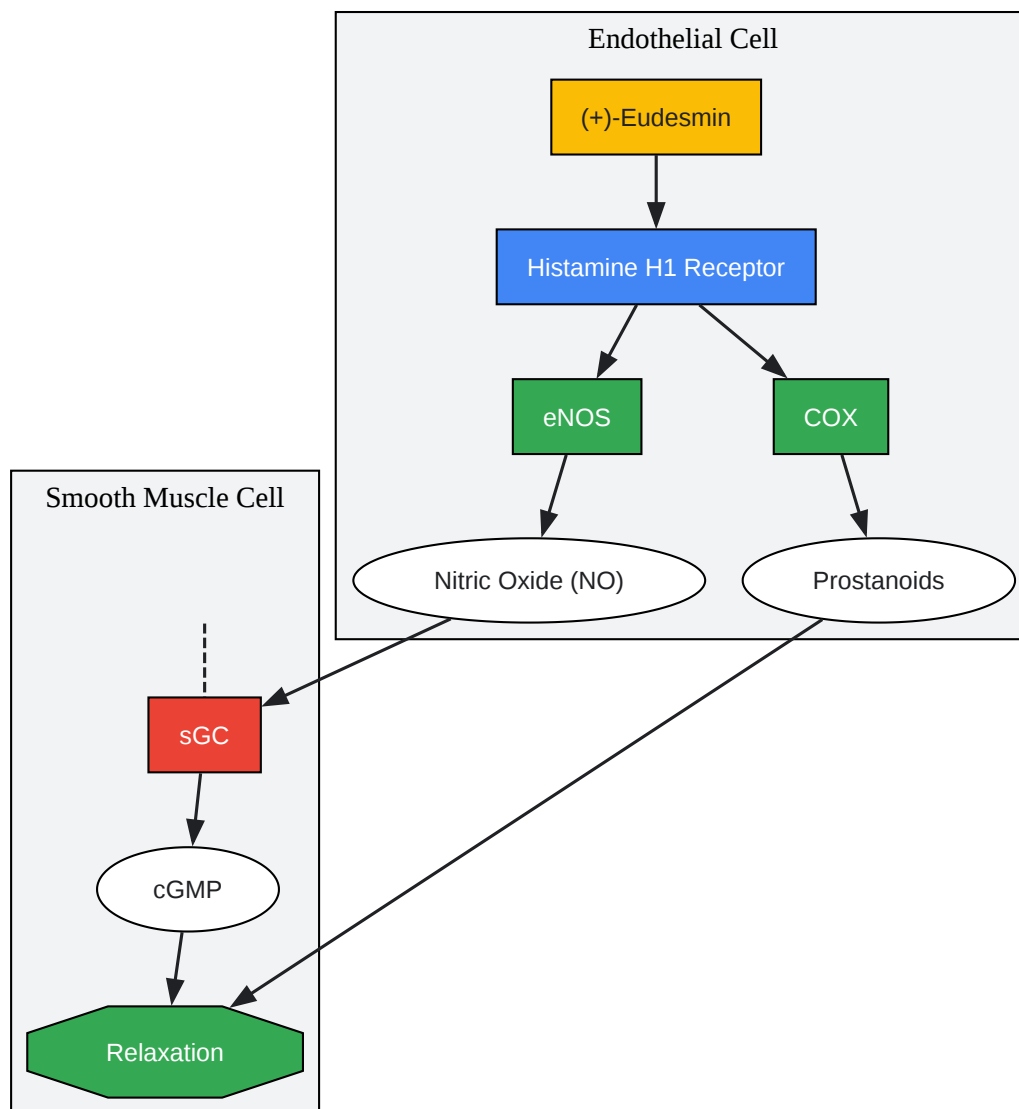 Endothelial Cell
(+)-Eudesmin
Histamine H1 Receptor
eNOS
COX
Smooth Muscle Cell
Nitric Oxide (NO)
Prostanoids
sGC
cGMP
Relaxation